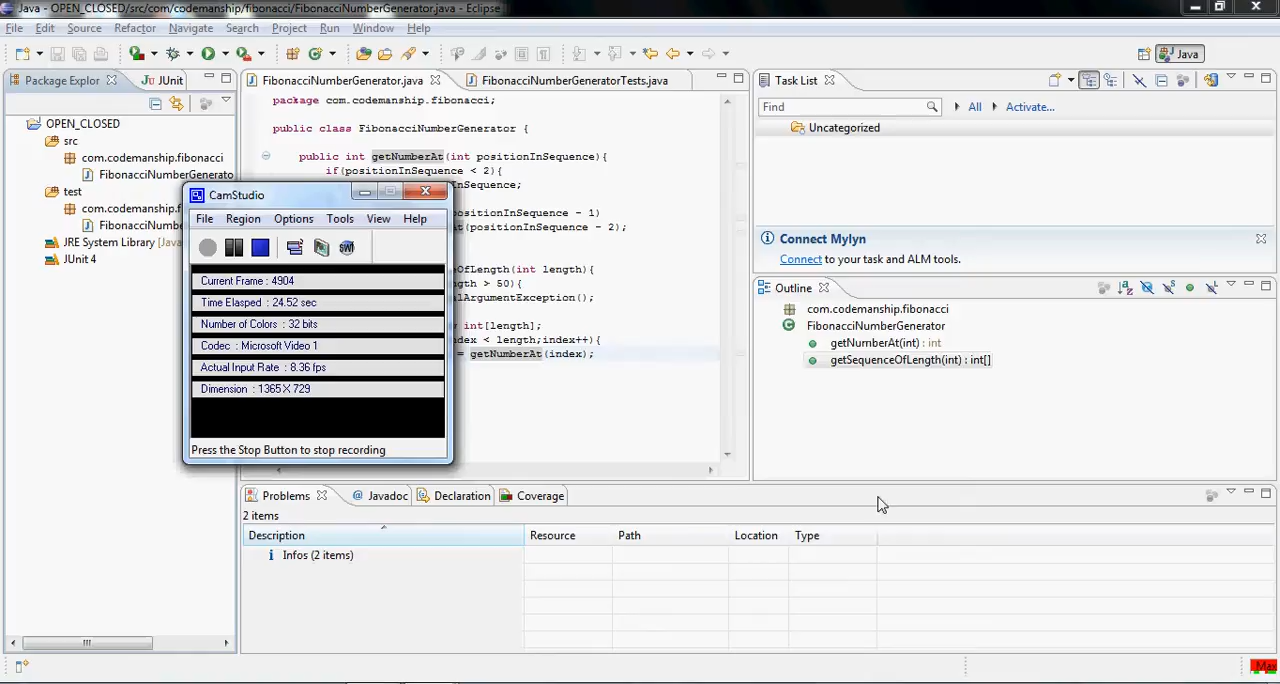 Java - OPEN_CLOSED/src/com/codemanship/fibonacci/FibonacciNumberGenerator.java - Eclipse
File Edit Source Refactor Navigate Search Project Run Window Help
Java
Package Explor
JUnit
OPEN_CLOSED
src
com.codemanship.fibonacci
FibonacciNumberGenerato
test
com.codemanship.f
FibonacciNumbe
JRE System Library [Java
JUnit 4
FibonacciNumberGenerator.java
FibonacciNumberGeneratorTests.java
package com.codemanship.fibonacci;
public class FibonacciNumberGenerator {
public int getNumberAt(int positionInSequence){
if(positionInSequence < 2){
nSequence;
positionInSequence - 1)
t(positionInSequence - 2);
eOfLength(int length){
gth > 50){
alArgumentException();
int[length];
ndex < length;index++){
= getNumberAt(index);
CamStudio
File Region Options Tools View Help
Current Frame : 4904
Time Elasped : 24.52 sec
Number of Colors : 32 bits
Codec : Microsoft Video 1
Actual Input Rate : 8.36 fps
Dimension : 1365 X 729
Press the Stop Button to stop recording
Task List
Find
All
Activate...
Uncategorized
Connect Mylyn
Connect to your task and ALM tools.
Outline
com.codemanship.fibonacci
FibonacciNumberGenerator
getNumberAt(int) : int
getSequenceOfLength(int) : int[]
Problems
Javadoc
Declaration
Coverage
2 items
Description Resource Path Location Type
Infos (2 items)
Max